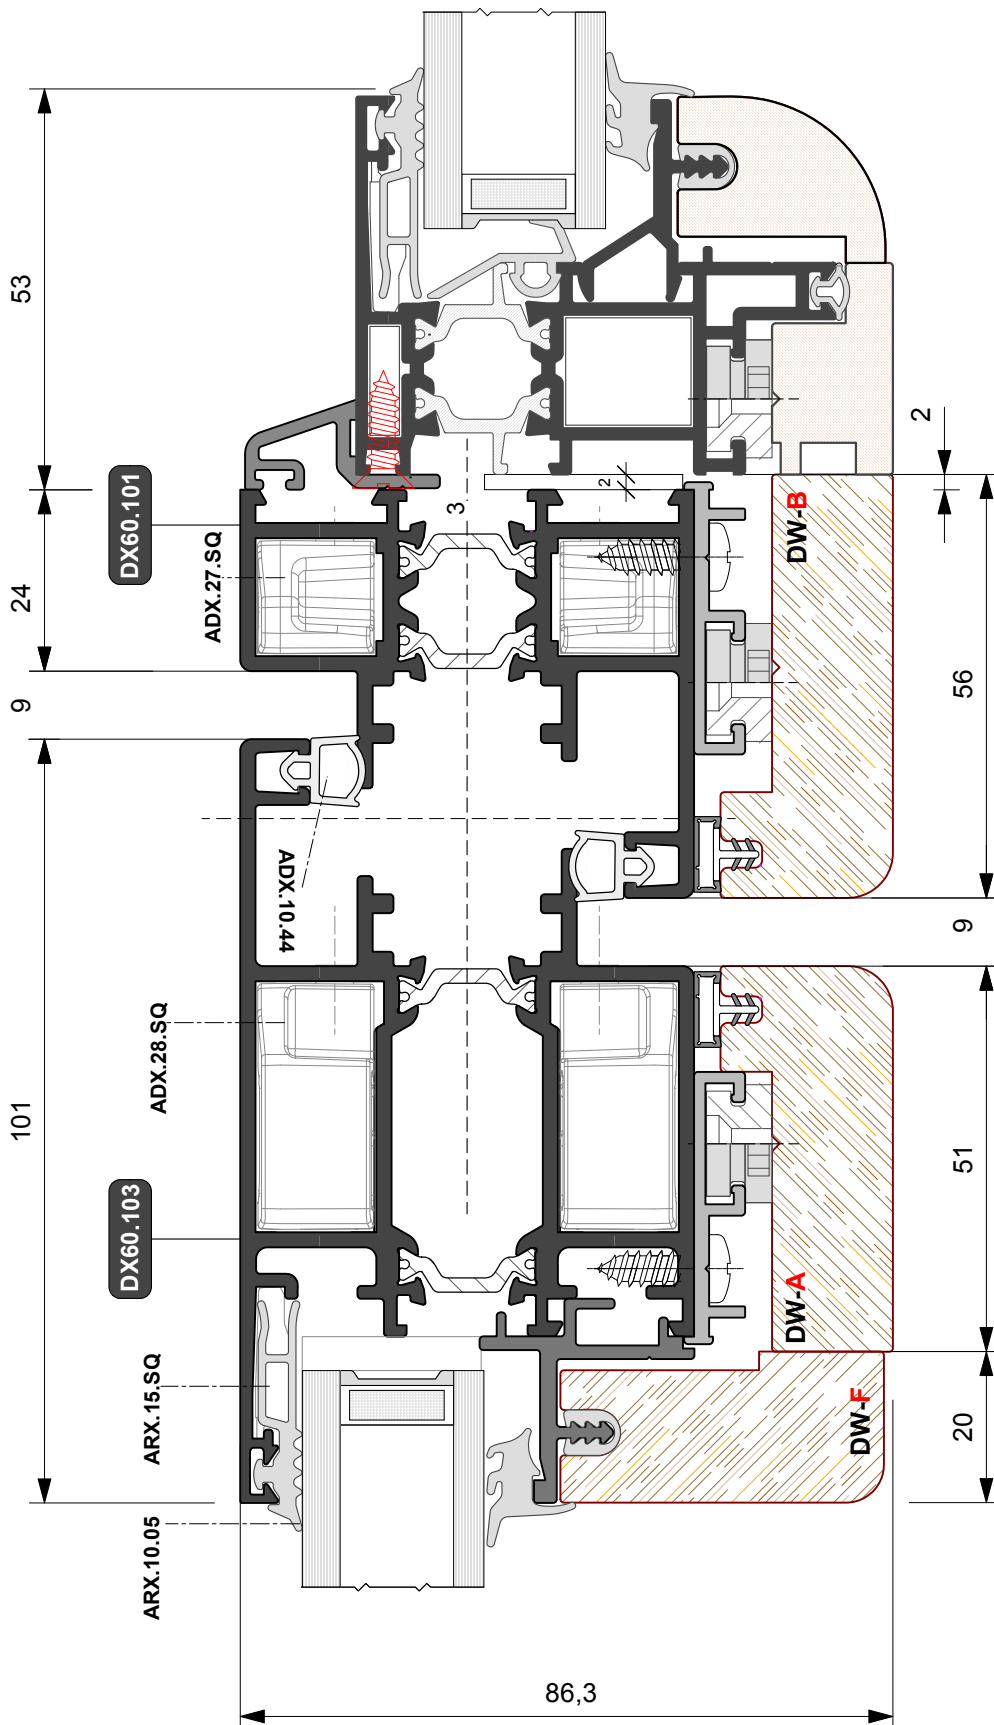 53
24
9
101
DX60.101
ADX.27.SQ
3
2
2
DW-B
56
9
ADX.10.44
ADX.28.SQ
DX60.103
51
DW-A
ARX.15.SQ
DW-F
20
ARX.10.05
86,3